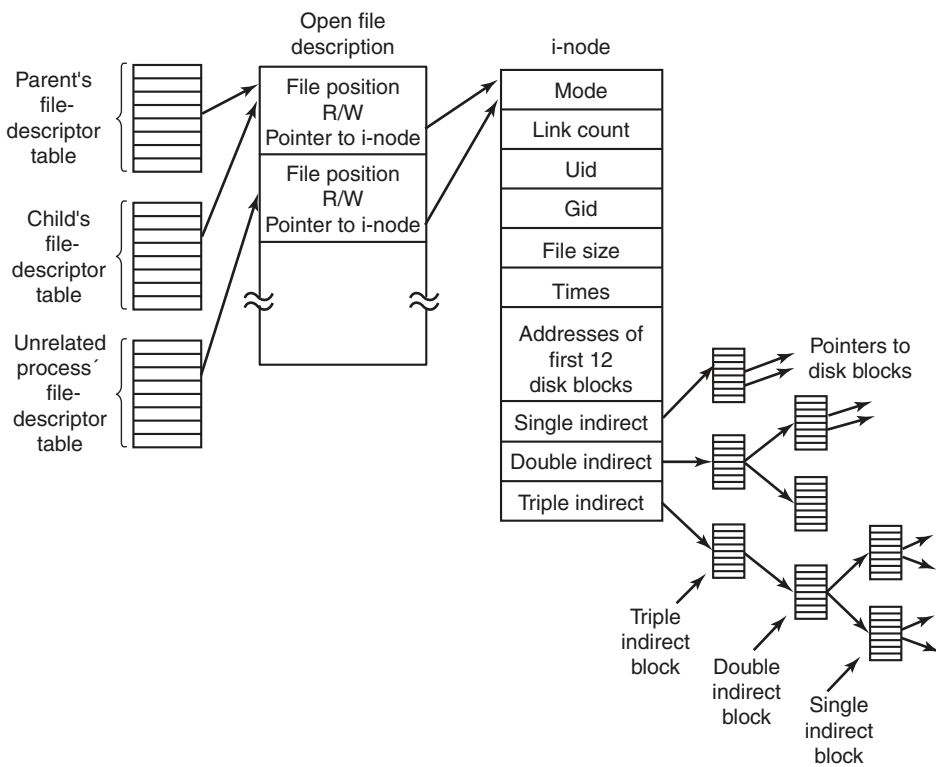 Open file
description
i-node
Parent's
file-
descriptor
table
Child's
file-
descriptor
table
Unrelated
process´
file-
descriptor
table
File position
R/W
Pointer to i-node
File position
R/W
Pointer to i-node
Mode
Link count
Uid
Gid
File size
Times
Addresses of
first 12
disk blocks
Single indirect
Double indirect
Triple indirect
Pointers to
disk blocks
Triple
indirect
block
Double
indirect
block
Single
indirect
block